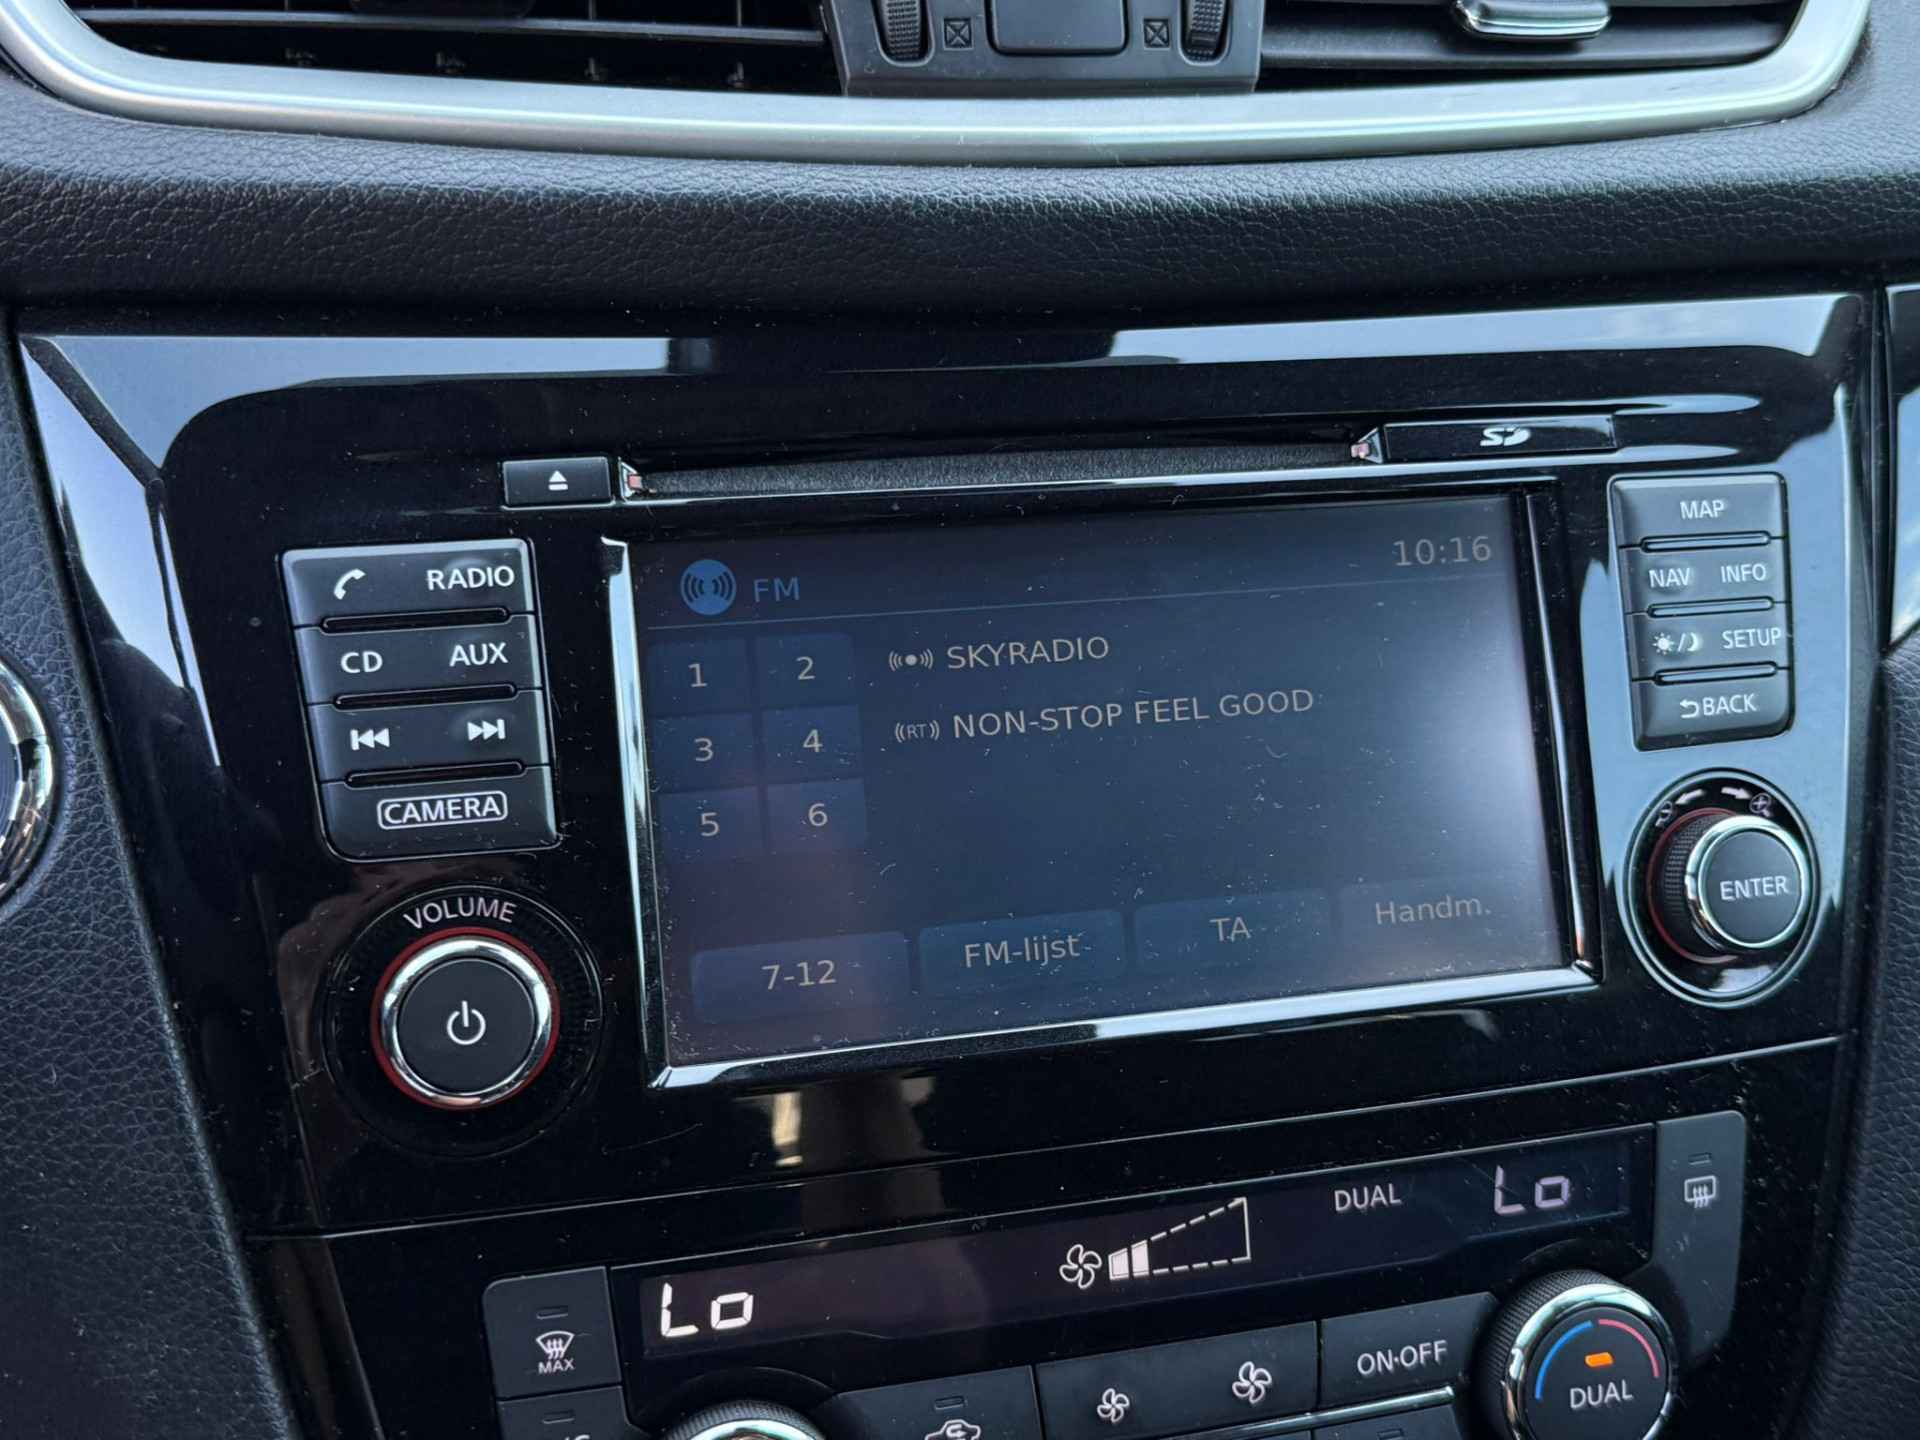 SD
MAP
NAV INFO
SETUP
BACK
ENTER
RADIO
CD AUX
CAMERA
VOLUME
FM
10:16
1 2
3 4
5 6
SKYRADIO
RT NON-STOP FEEL GOOD
7-12 FM-lijst TA Handm.
Lo DUAL Lo
MAX
ON·OFF
DUAL